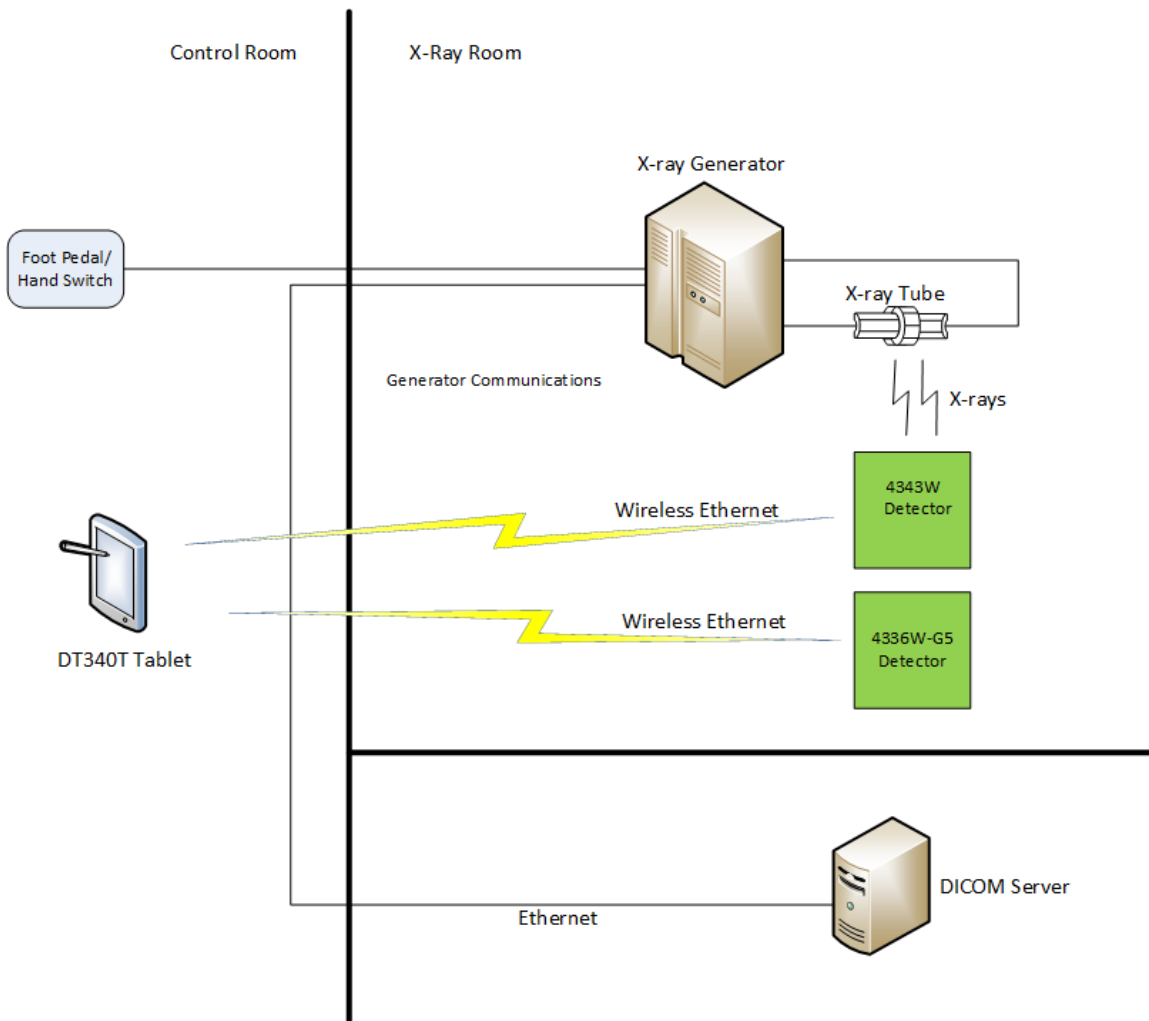 Control Room
X-Ray Room
X-ray Generator
Foot Pedal/
Hand Switch
X-ray Tube
Generator Communications
X-rays
4343W
Detector
Wireless Ethernet
Wireless Ethernet
4336W-G5
Detector
DT340T Tablet
DICOM Server
Ethernet